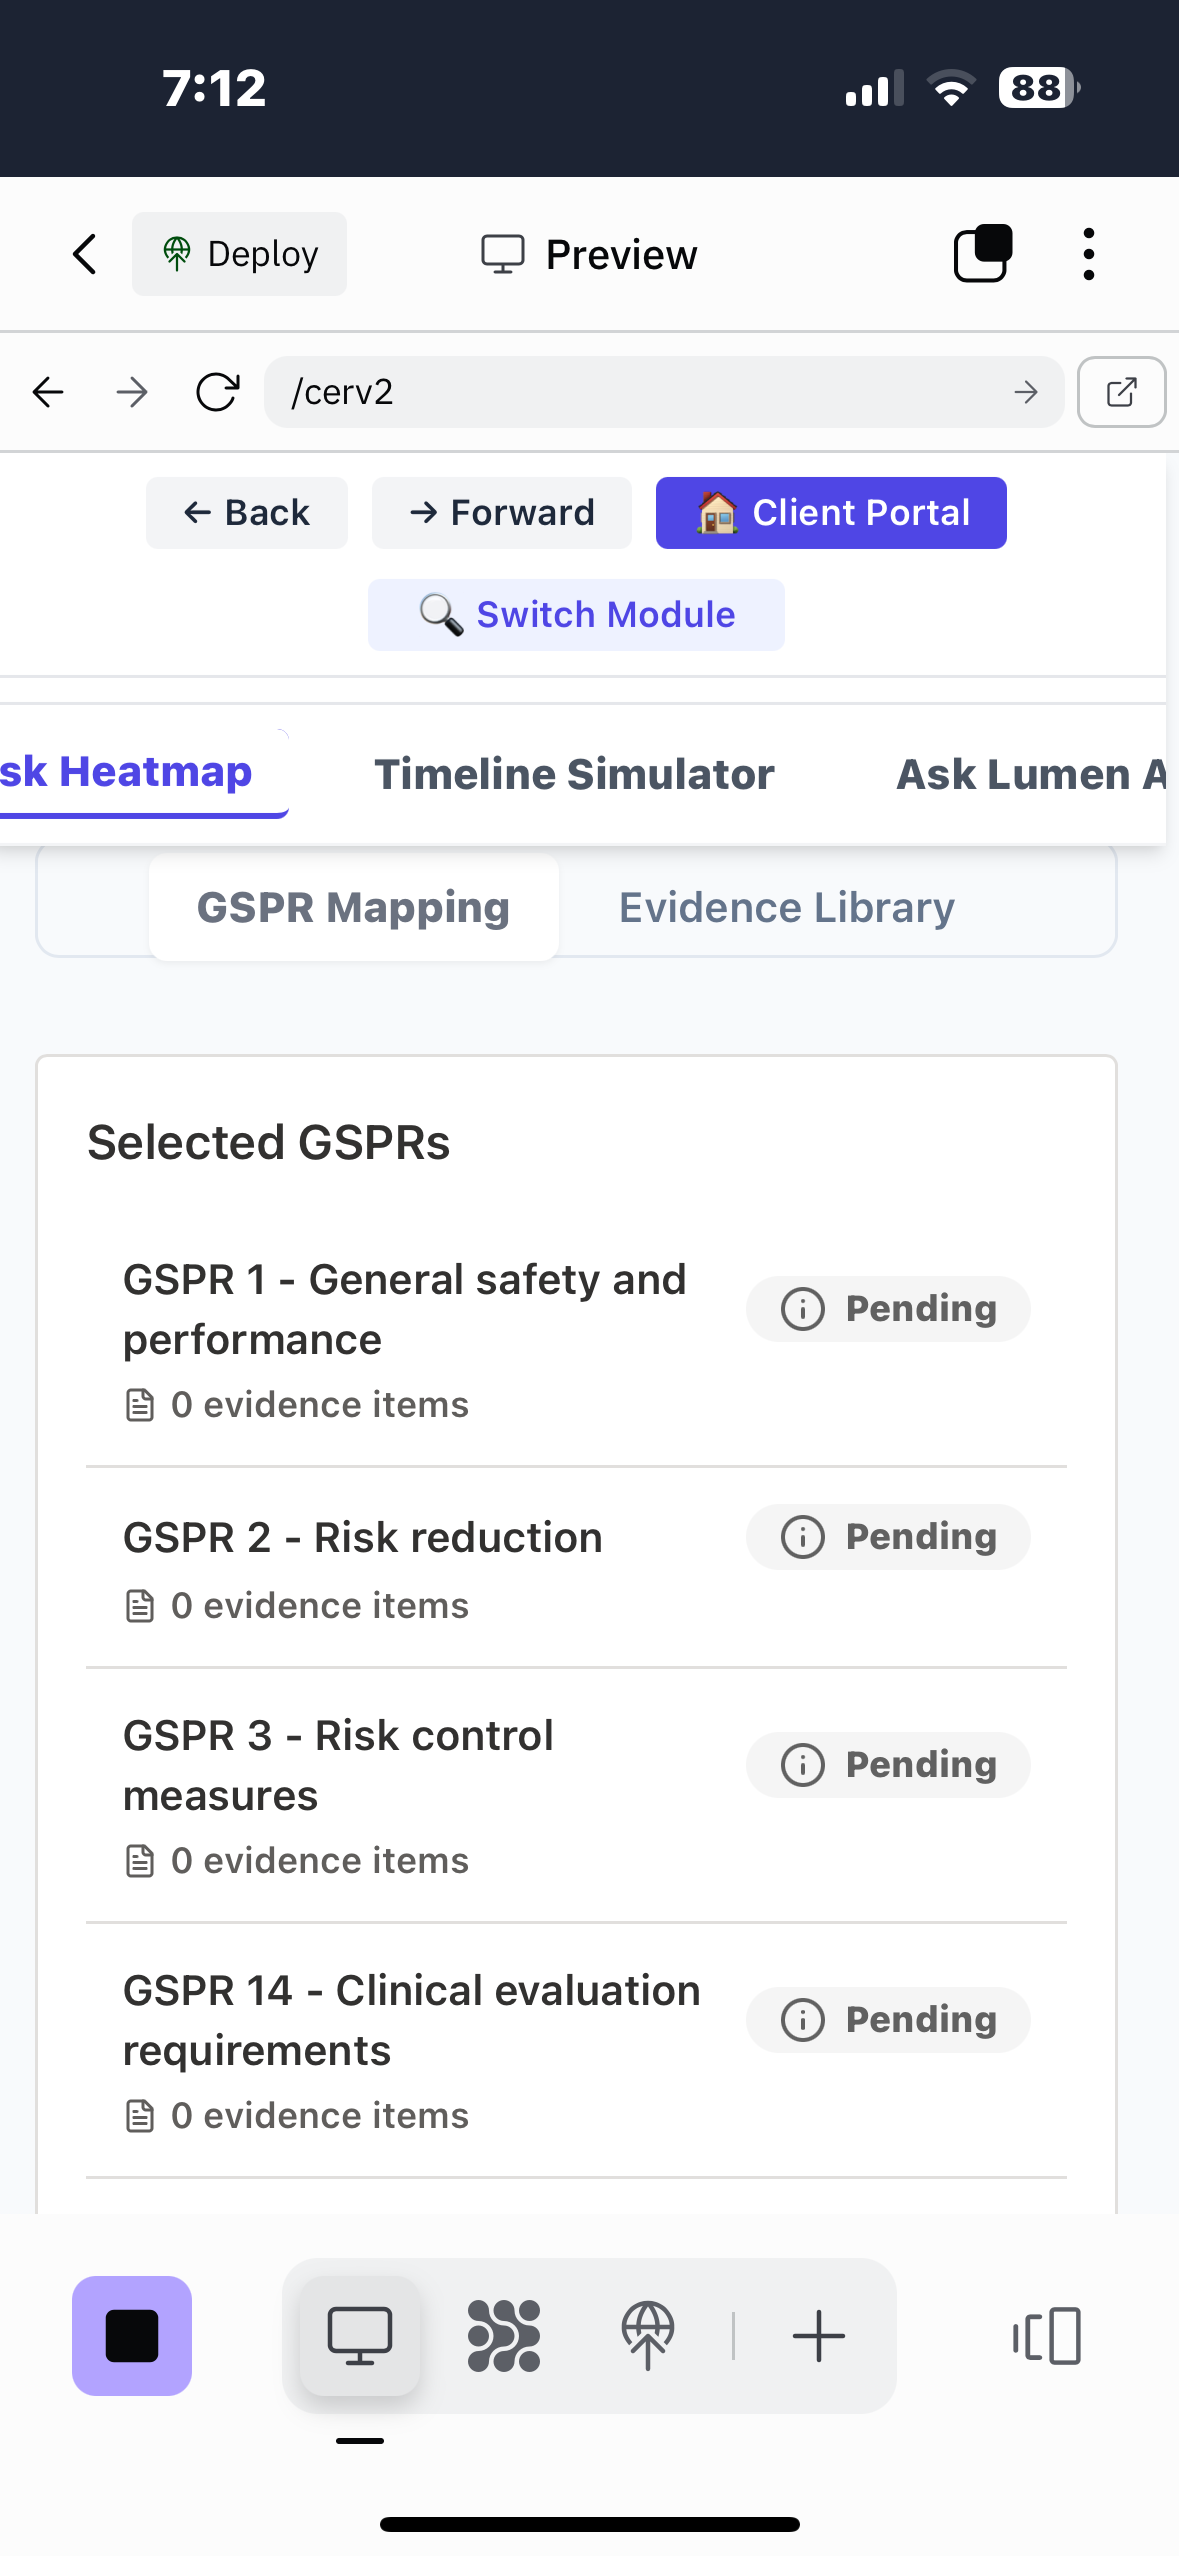 7:12
88
Deploy
Preview
/cerv2
← Back
→ Forward
🏠 Client Portal
🔍 Switch Module
sk Heatmap
Timeline Simulator
Ask Lumen A
GSPR Mapping
Evidence Library
Selected GSPRs
GSPR 1 - General safety and
performance
Pending
0 evidence items
GSPR 2 - Risk reduction
Pending
0 evidence items
GSPR 3 - Risk control
measures
Pending
0 evidence items
GSPR 14 - Clinical evaluation
requirements
Pending
0 evidence items